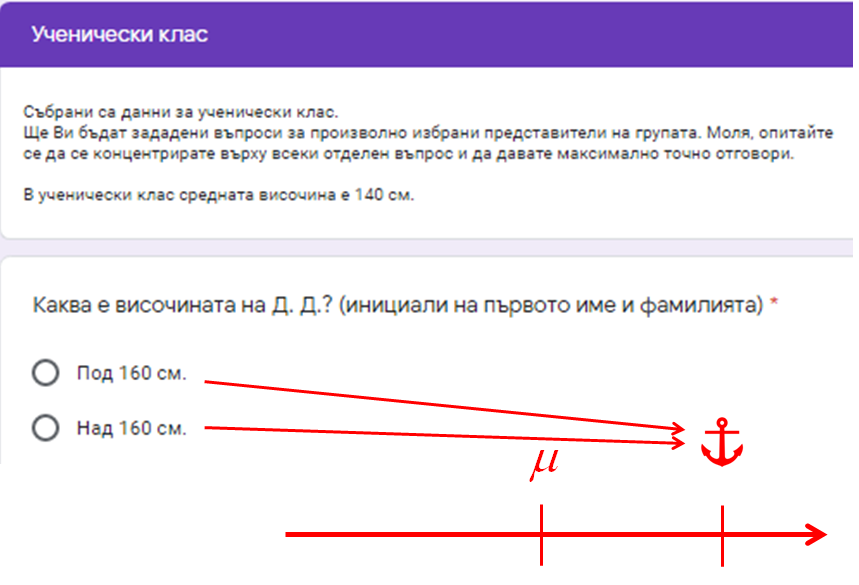 Ученически клас
Събрани са данни за ученически клас.
Ще Ви бъдат зададени въпроси за произволно избрани представители на групата. Моля, опитайте
се да се концентрирате върху всеки отделен въпрос и да давате максимално точно отговори.
В ученически клас средната височина е 140 см.
Каква е височината на Д. Д.? (инициали на първото име и фамилията) *
Под 160 см.
Над 160 см.
μ